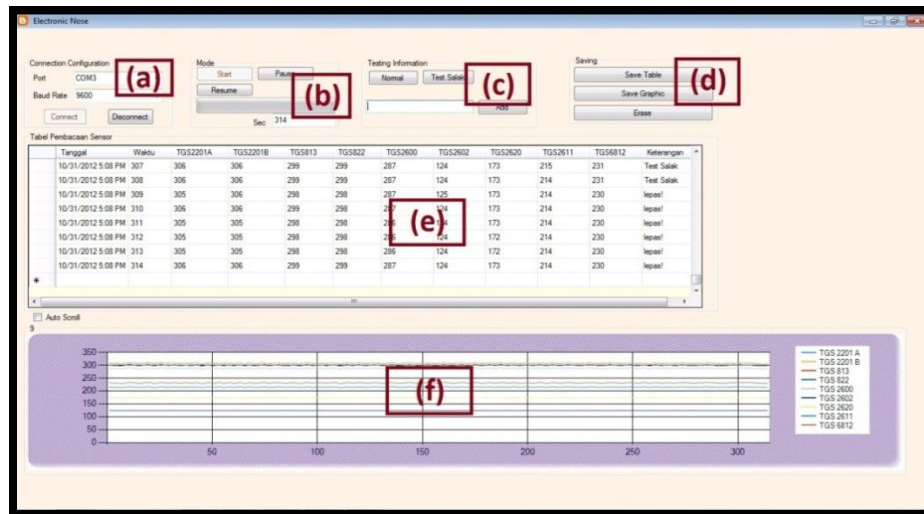 Electronic Nose
Connection Configuration
Port COM3
Baud Rate 9600
Connect Disconnect
(a)
Mode
Start
Resume
Sec 314
(b)
Testing Information
Normal Test Salak
Add
(c)
Saving
Save Table
Save Graphic
Erase
(d)
Tabel Pembacaan Sensor
Tanggal Waktu TGS2201A TGS2201B TGS813 TGS822 TGS2600 TGS2602 TGS2620 TGS2611 TGS6812 Keterangan
10/31/2012 5:08 PM 307 306 306 299 299 287 124 173 215 231 Test Salak
10/31/2012 5:08 PM 308 306 306 299 299 287 124 173 214 231 Test Salak
10/31/2012 5:08 PM 309 305 306 298 298 287 125 173 214 230 lepas!
10/31/2012 5:08 PM 310 306 306 299 298 124 173 214 230 lepas!
10/31/2012 5:08 PM 311 305 305 298 298 173 214 230 lepas!
10/31/2012 5:08 PM 312 305 305 298 298 124 172 214 230 lepas!
10/31/2012 5:08 PM 313 305 305 298 298 286 124 172 214 230 lepas!
10/31/2012 5:08 PM 314 306 306 299 299 287 124 173 214 230 lepas!
(e)
Auto Scroll
9
350
300
250
200
150
100
50
0
50 100 150 200 250 300
(f)
TGS 2201 A
TGS 2201 B
TGS 813
TGS 822
TGS 2600
TGS 2602
TGS 2620
TGS 2611
TGS 6812